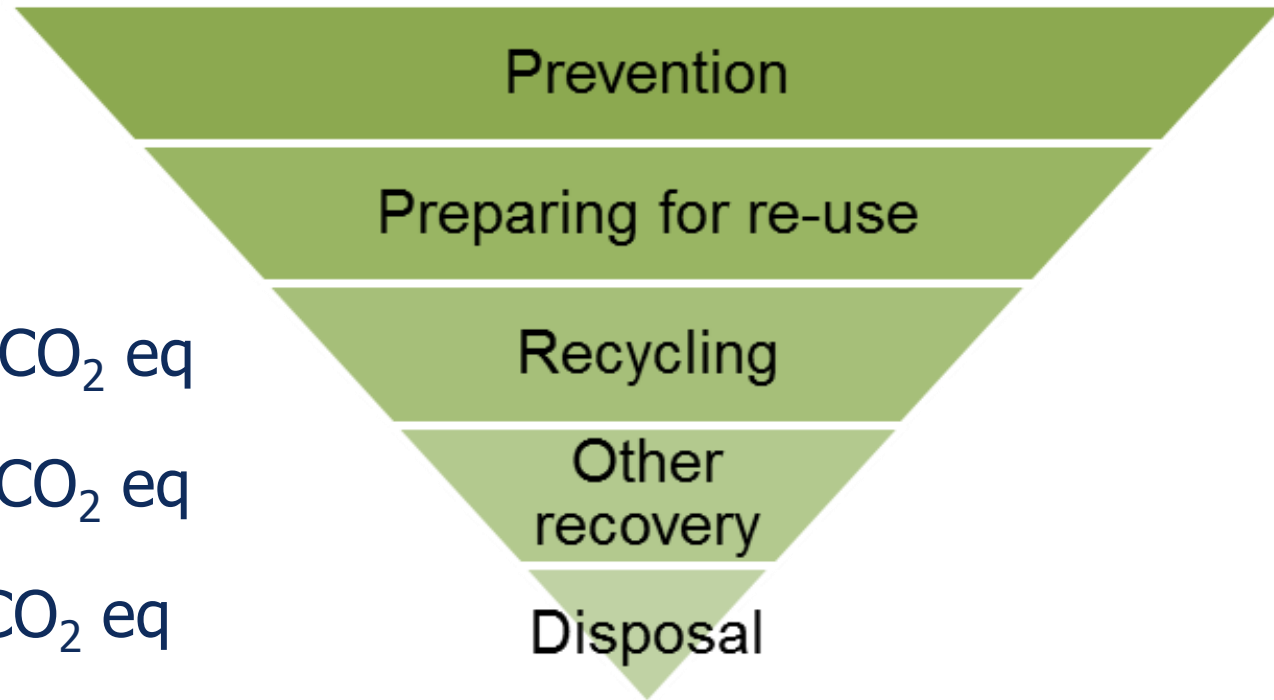 Prevention
Preparing for re-use
CO₂ eq
Recycling
CO₂ eq
Other
recovery
CO₂ eq
Disposal